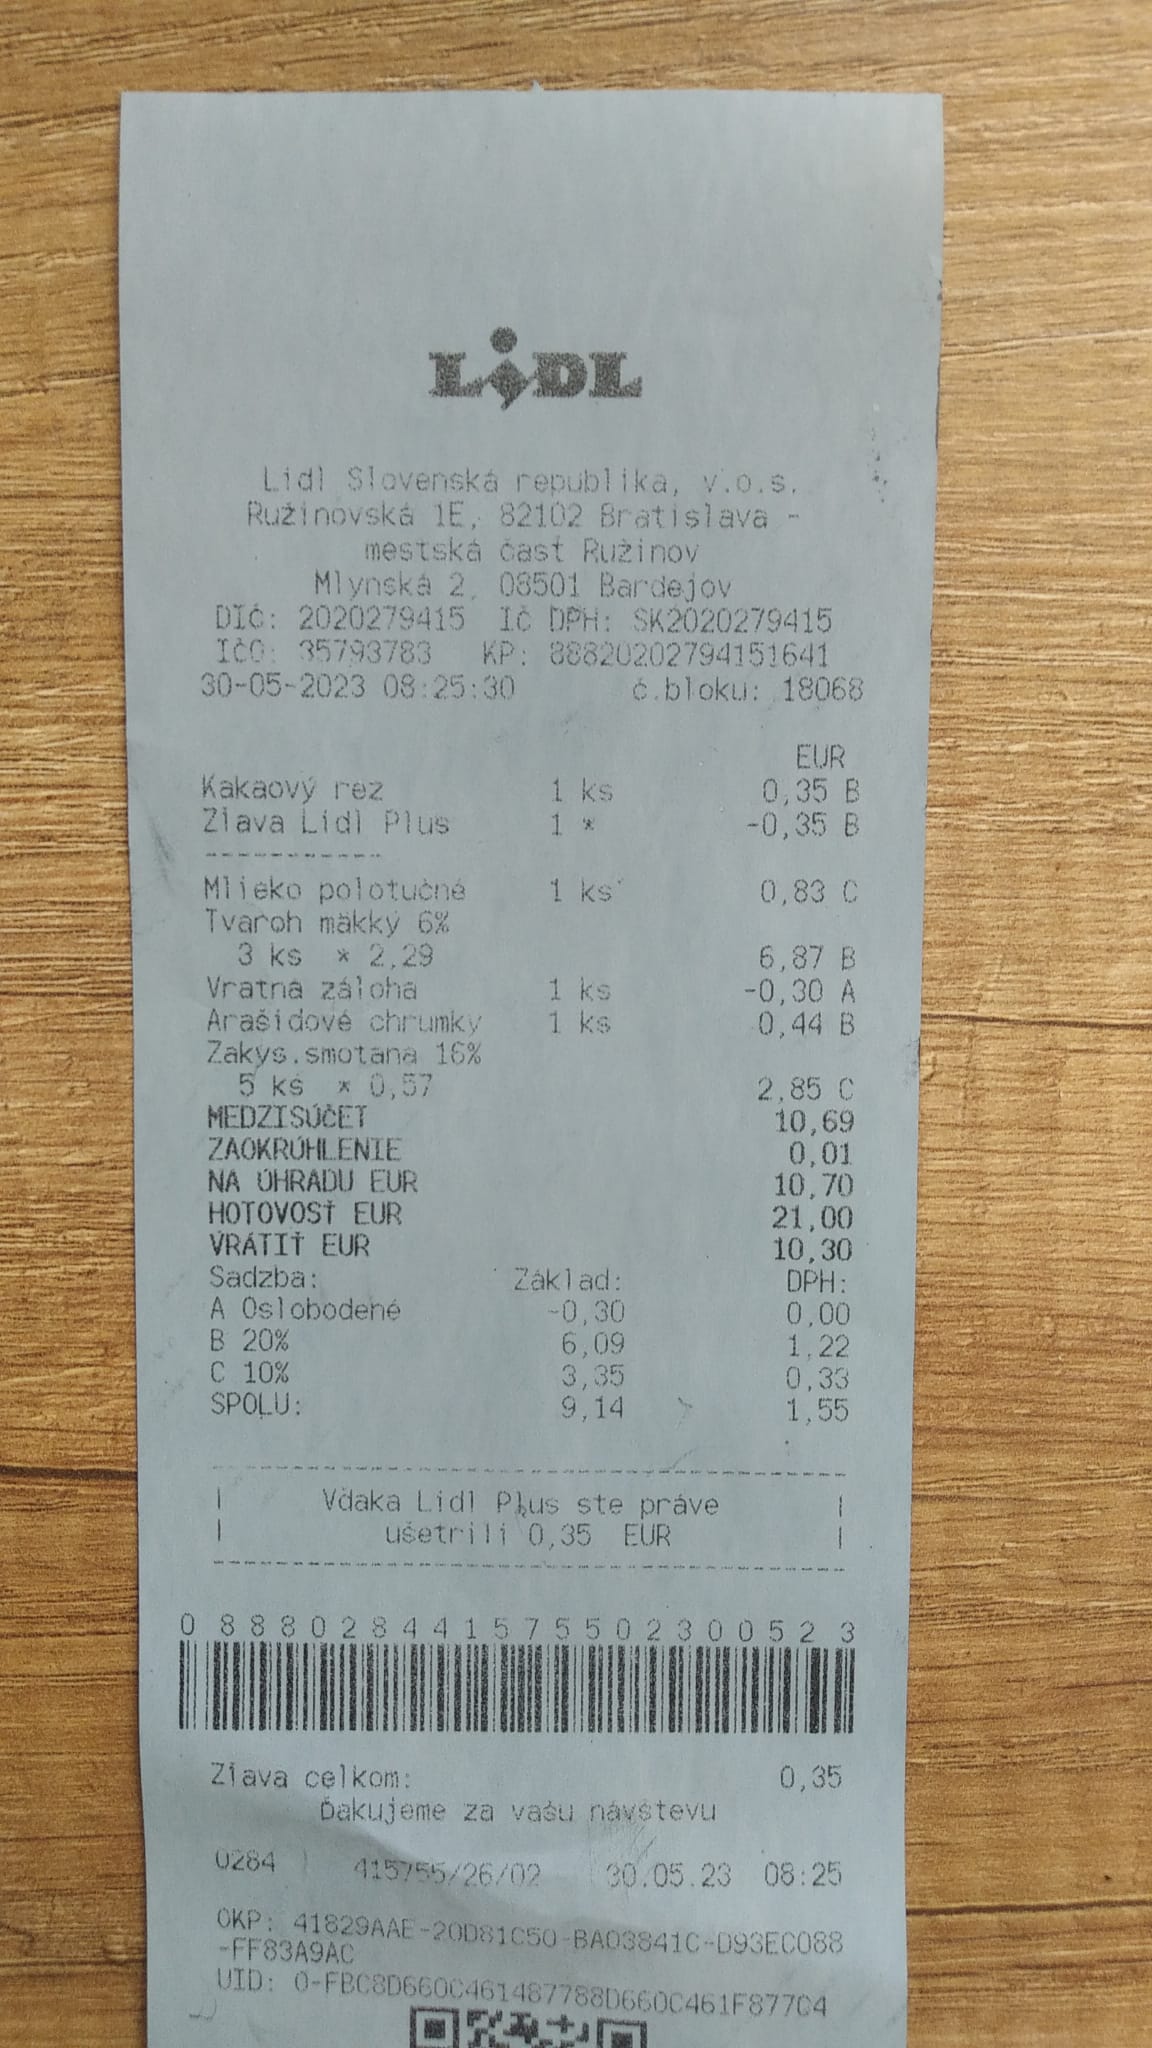 LiDL
Lidl Slovenská republika, v.o.s.
Ružinovská 1E, 82102 Bratislava -
mestská časť Ružinov
Mlynská 2, 08501 Bardejov
DIČ: 2020279415 IČ DPH: SK2020279415
IČO: 35793783 KP: 88820202794151641
30-05-2023 08:25:30 č.bloku: 18068
EUR
Kakaový rez 1 ks 0,35 B
Zľava Lidl Plus 1 * -0,35 B
-----------
Mlieko polotučné 1 ks 0,83 C
Tvaroh mäkký 6%
3 ks * 2,29 6,87 B
Vratná záloha 1 ks -0,30 A
Arašidové chrumky 1 ks 0,44 B
Zakys.smotana 16%
5 ks * 0,57 2,85 C
MEDZISÚČET 10,69
ZAOKRÚHLENIE 0,01
NA ÚHRADU EUR 10,70
HOTOVOSŤ EUR 21,00
VRÁTIŤ EUR 10,30
Sadzba: Základ: DPH:
A Oslobodené -0,30 0,00
B 20% 6,09 1,22
C 10% 3,35 0,33
SPOLU: 9,14 1,55
Vďaka Lidl Plus ste práve
ušetrili 0,35 EUR
0 8 8 8 0 2 8 4 4 1 5 7 5 5 0 2 3 0 0 5 2 3
Zľava celkom: 0,35
Ďakujeme za vašu návštevu
0284 415755/26/02 30.05.23 08:25
OKP: 41829AAE-20D81C50-BA03841C-D93EC088
-FF83A9AC
UID: O-FBC8D660C461487788D660C461F877C4